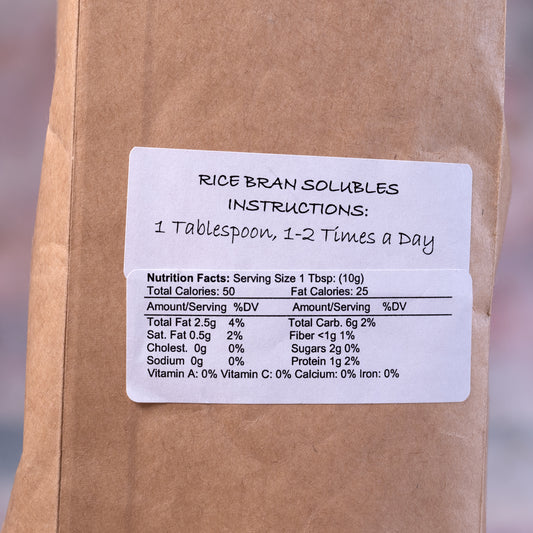 RICE BRAN SOLUBLES
INSTRUCTIONS:
1 Tablespoon, 1-2 Times a Day
Nutrition Facts: Serving Size 1 Tbsp: (10g)
Total Calories: 50 Fat Calories: 25
Amount/Serving %DV Amount/Serving %DV
Total Fat 2.5g 4% Total Carb. 6g 2%
Sat. Fat 0.5g 2% Fiber <1g 1%
Cholest. 0g 0% Sugars 2g 0%
Sodium 0g 0% Protein 1g 2%
Vitamin A: 0% Vitamin C: 0% Calcium: 0% Iron: 0%